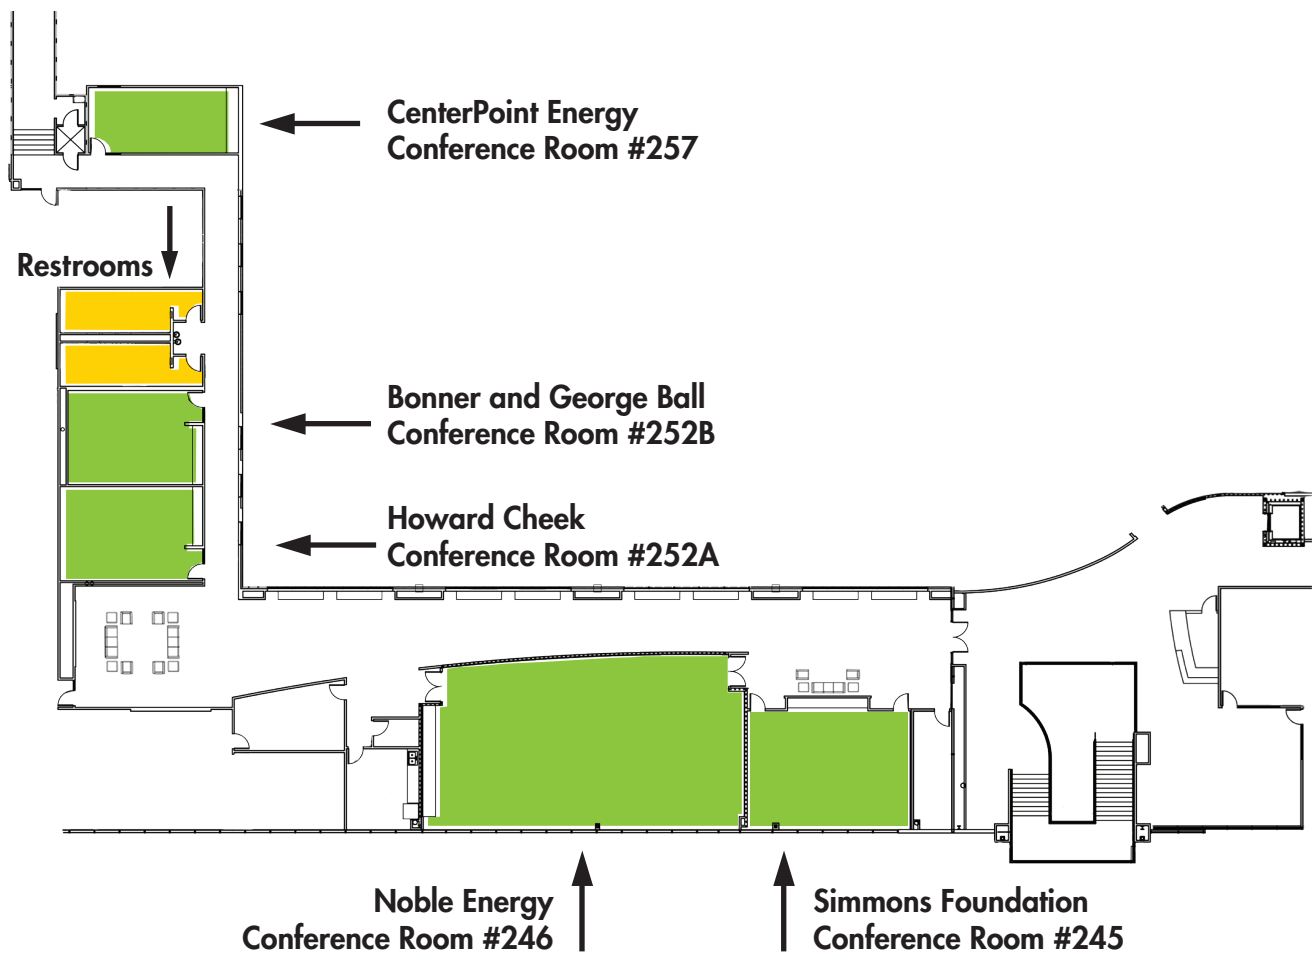 CenterPoint Energy
Conference Room #257
Restrooms
Bonner and George Ball
Conference Room #252B
Howard Cheek
Conference Room #252A
Noble Energy
Conference Room #246
Simmons Foundation
Conference Room #245